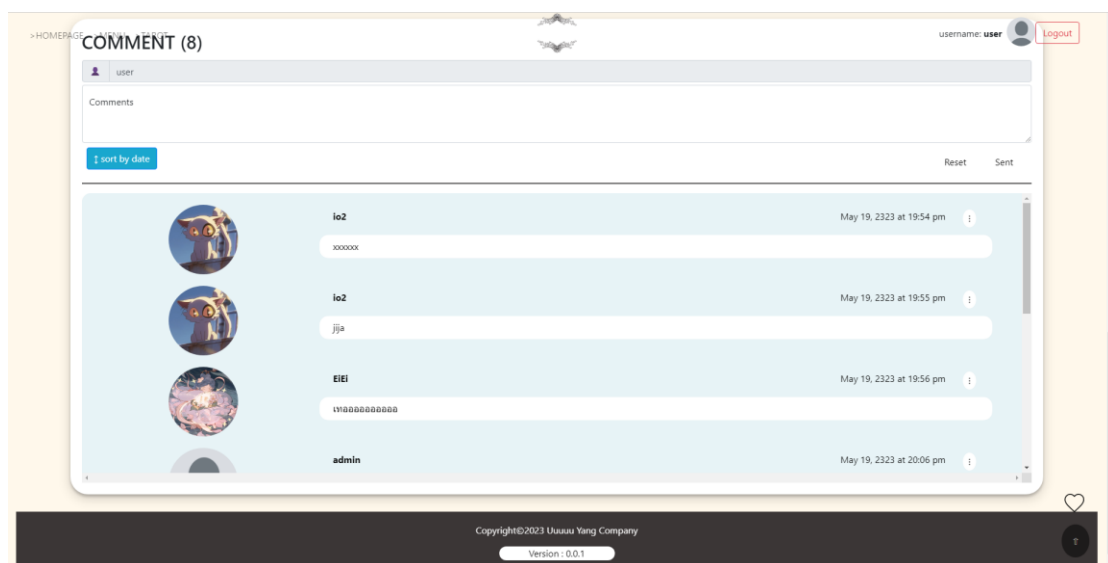 >HOMEPAGE >MENU >TAROT
COMMENT (8)
username: user
Logout
user
Comments
↕ sort by date
Reset Sent
io2 May 19, 2323 at 19:54 pm
xxxxxx
io2 May 19, 2323 at 19:55 pm
jija
EiEi May 19, 2323 at 19:56 pm
เทออออออออออ
admin May 19, 2323 at 20:06 pm
Copyright©2023 Uuuuu Yang Company
Version : 0.0.1